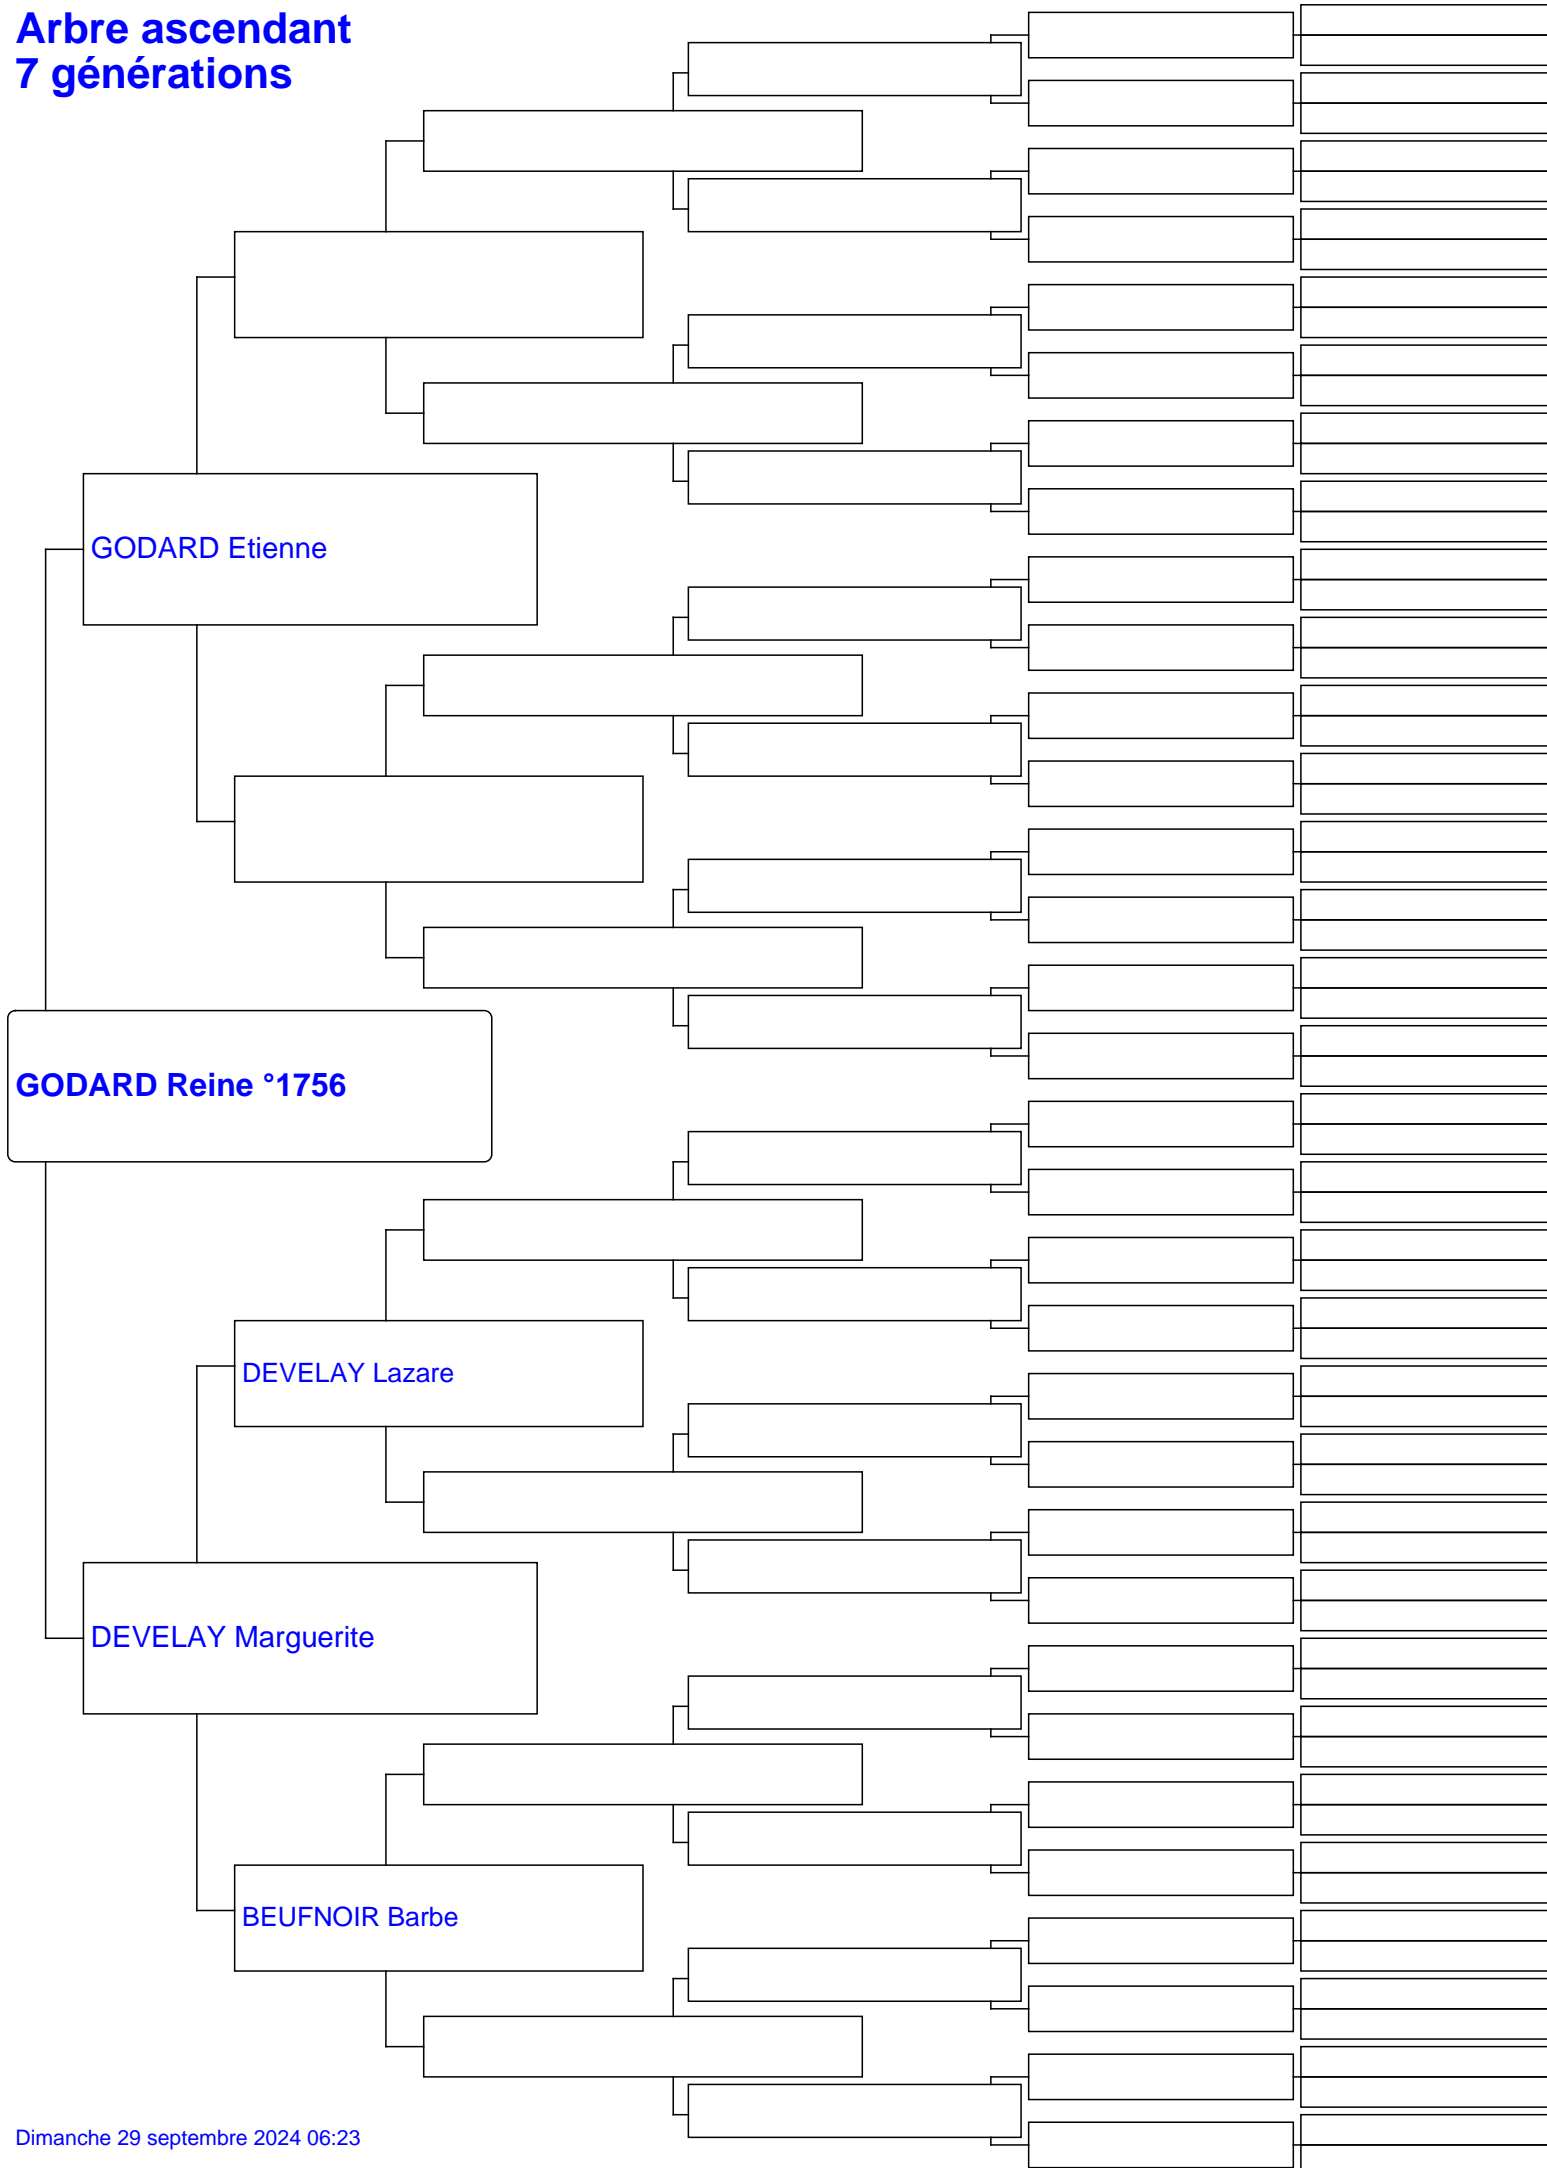 Arbre ascendant
7 générations
GODARD Etienne
GODARD Reine °1756
DEVELAY Lazare
DEVELAY Marguerite
BEUFNOIR Barbe
Dimanche 29 septembre 2024 06:23